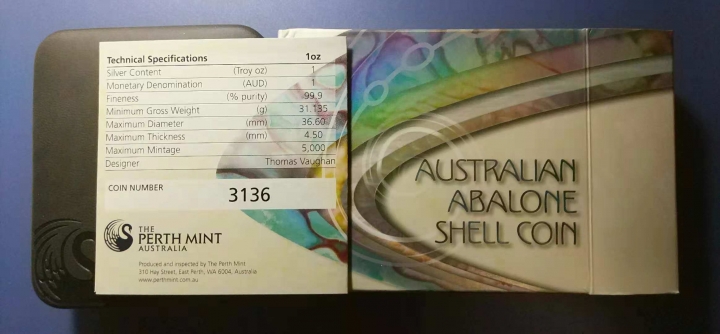 Technical Specifications 1oz
Silver Content (Troy oz) 1
Monetary Denomination (AUD) 1
Fineness (% purity) 99.9
Minimum Gross Weight (g) 31.135
Maximum Diameter (mm) 36.60
Maximum Thickness (mm) 4.50
Maximum Mintage 5,000
Designer Thomas Vaughan
COIN NUMBER 3136
THE
PERTH MINT
AUSTRALIA
Produced and inspected by The Perth Mint
310 Hay Street, East Perth, WA 6004, Australia
www.perthmint.com.au
AUSTRALIAN
ABALONE
SHELL COIN